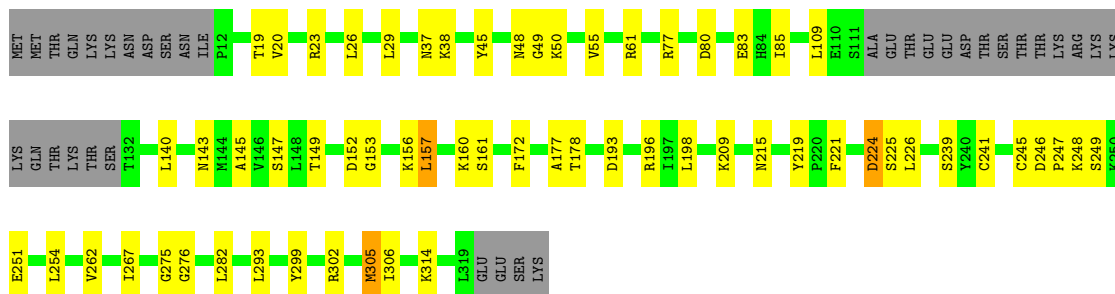 MET MET THR GLN LYS LYS ASN ASP SER ASN ILE P12 T19 V20 R23 L26 L29 N37 K38 Y45 N48 G49 K50 V55 R61 R77 D80 E83 H84 I85 L109 E110 S111 ALA GLU THR GLU GLU ASP THR SER THR THR LYS ARG LYS LYS
LYS GLN THR LYS THR SER T132 L140 N143 M144 A145 V146 S147 L148 T149 D152 G153 K156 L157 K160 S161 F172 A177 T178 D193 R196 I197 L198 K209 N215 Y219 P220 F221 D224 S225 L226 S239 Y240 C241 C245 D246 P247 K248 S249 K250
E251 L254 V262 I267 G275 G276 L282 L293 Y299 R302 M305 I306 K314 L319 GLU GLU SER LYS